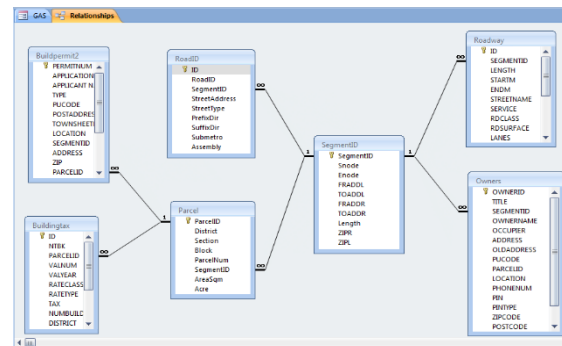 GAS
Relationships
Buildpermit2
PERMITNUM
APPLICATION
APPLICANT N
TYPE
PUCODE
POSTADDRES
TOWNSHEET
LOCATION
SEGMENTID
ADDRESS
ZIP
PARCELID
RoadID
ID
RoadID
SegmentID
StreetAddress
StreetType
PrefixDir
SuffixDir
Submetro
Assembly
Roadway
ID
SEGMENTID
LENGTH
STARTM
ENDM
STREETNAME
SERVICE
RDCLASS
RDSURFACE
LANES
SegmentID
SegmentID
Snode
Enode
FRADDL
TOADDL
FRADDR
TOADDR
Length
ZIPR
ZIPL
Buildingtax
ID
NTBK
PARCELID
VALNUM
VALYEAR
RATECLASS
RATETYPE
TAX
NUMBUILD
DISTRICT
Parcel
ParcelID
District
Section
Block
ParcelNum
SegmentID
AreaSqm
Acre
Owners
OWNERID
TITLE
SEGMENTID
OWNERNAME
OCCUPIER
ADDRESS
OLDADDRESS
PUCODE
PARCELID
LOCATION
PHONENUM
PIN
PINTYPE
ZIPCODE
POSTCODE
∞
∞
∞
∞
∞
∞
1
1
1